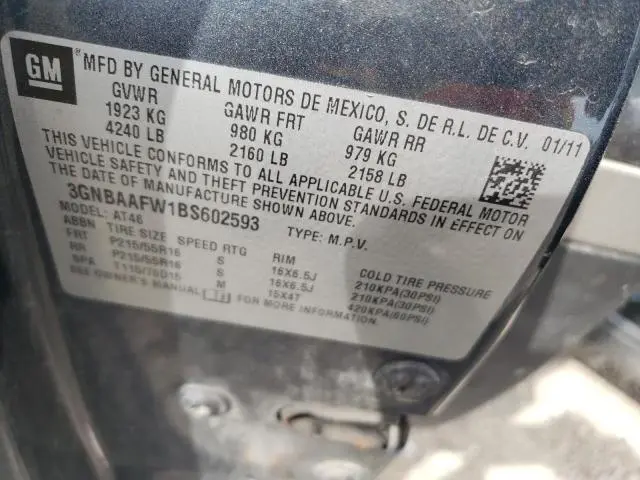 GM
® MFD BY GENERAL MOTORS DE MEXICO, S. DE R.L. DE C.V. 01/11
GVWR GAWR FRT GAWR RR
1923 KG 980 KG 979 KG
4240 LB 2160 LB 2158 LB
THIS VEHICLE CONFORMS TO ALL APPLICABLE U.S. FEDERAL MOTOR
VEHICLE SAFETY AND THEFT PREVENTION STANDARDS IN EFFECT ON
THE DATE OF MANUFACTURE SHOWN ABOVE.
3GNBAAFW1BS602593 TYPE: M.P.V.
MODEL: AT46
ABBN TIRE SIZE SPEED RTG RIM COLD TIRE PRESSURE
FRT P215/55R16 S 16X6.5J 210KPA(30PSI)
RR P215/55R16 S 16X6.5J 210KPA(30PSI)
SPA T115/70D15 M 15X4T 420KPA(60PSI)
SEE OWNER'S MANUAL FOR MORE INFORMATION.